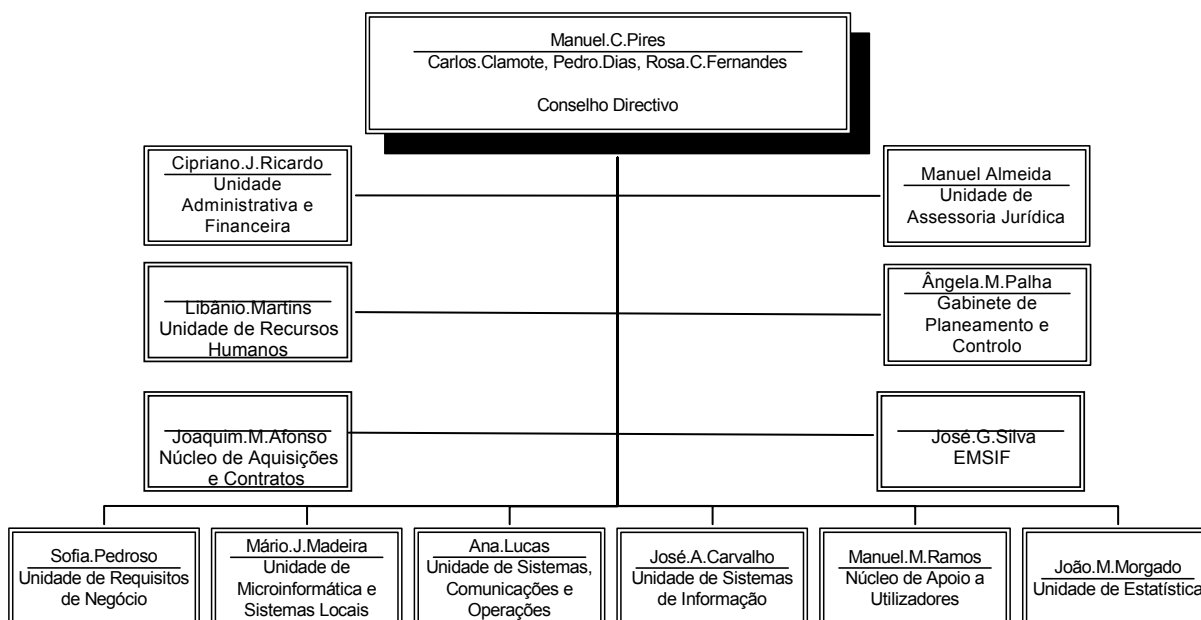 Manuel.C.Pires
Carlos.Clamote, Pedro.Dias, Rosa.C.Fernandes
Conselho Directivo
Cipriano.J.Ricardo
Unidade
Administrativa e
Financeira
Manuel Almeida
Unidade de
Assessoria Jurídica
Libânio.Martins
Unidade de Recursos
Humanos
Ângela.M.Palha
Gabinete de
Planeamento e
Controlo
Joaquim.M.Afonso
Núcleo de Aquisições
e Contratos
José.G.Silva
EMSIF
Sofia.Pedroso
Unidade de Requisitos
de Negócio
Mário.J.Madeira
Unidade de
Microinformática e
Sistemas Locais
Ana.Lucas
Unidade de Sistemas,
Comunicações e
Operações
José.A.Carvalho
Unidade de Sistemas
de Informação
Manuel.M.Ramos
Núcleo de Apoio a
Utilizadores
João.M.Morgado
Unidade de Estatística